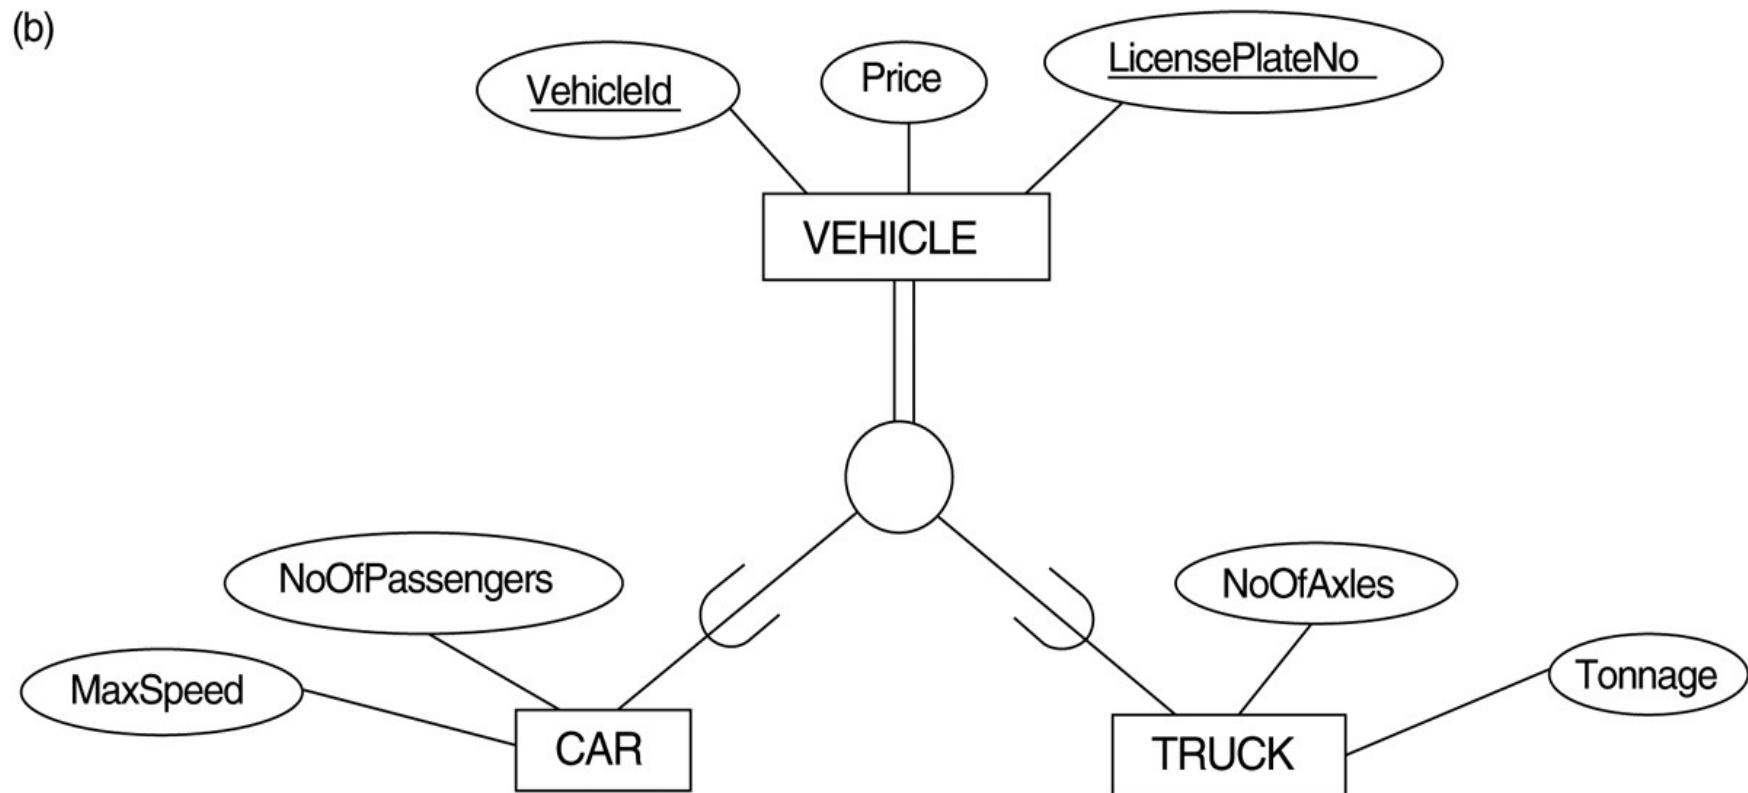 (b)
VehicleId
Price
LicensePlateNo
VEHICLE
NoOfPassengers
NoOfAxles
MaxSpeed
Tonnage
CAR
TRUCK